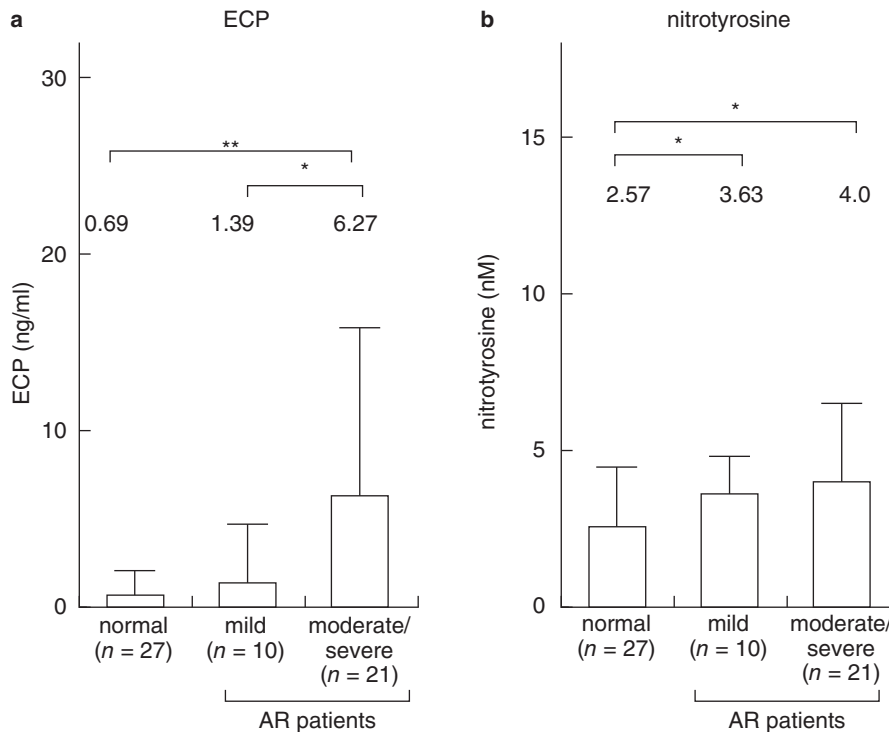 a
ECP
30
20
10
0
ECP (ng/ml)
**
*
0.69
1.39
6.27
normal
(n = 27)
mild
(n = 10)
moderate/
severe
(n = 21)
AR patients
b
nitrotyrosine
15
10
5
0
nitrotyrosine (nM)
*
*
2.57
3.63
4.0
normal
(n = 27)
mild
(n = 10)
moderate/
severe
(n = 21)
AR patients